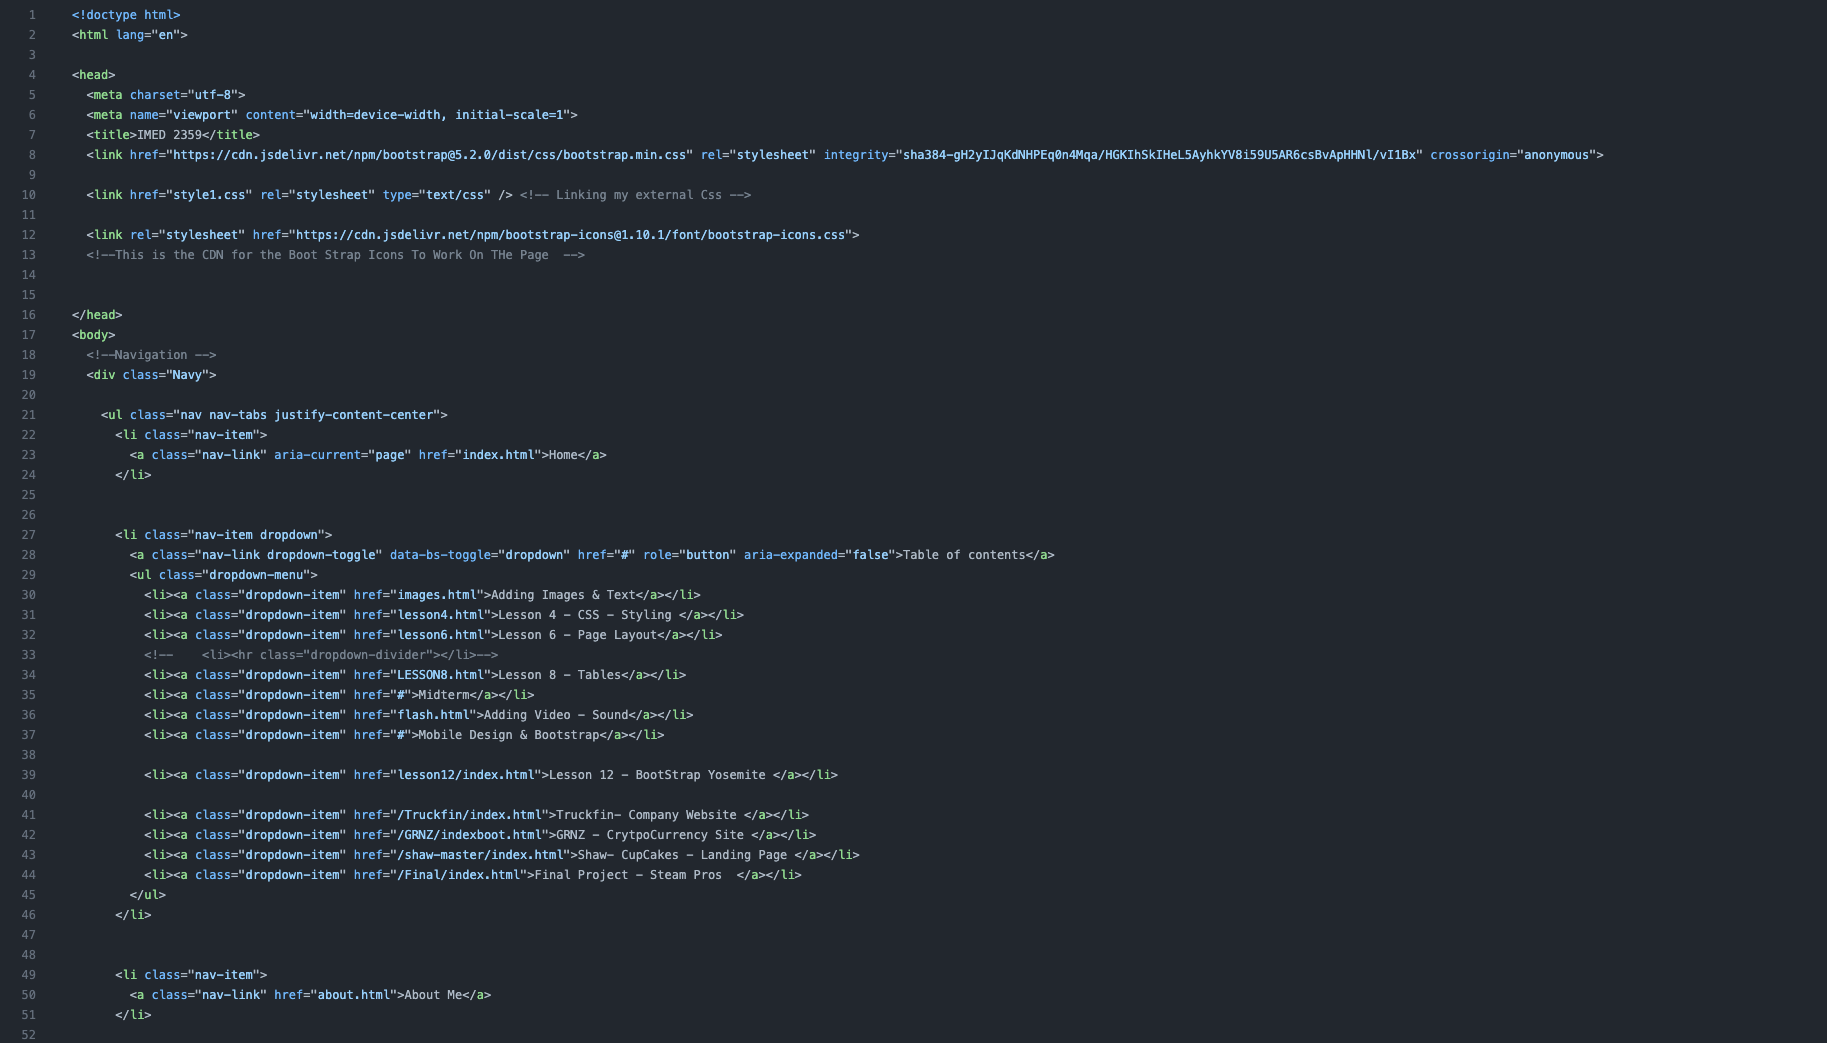 1 <!doctype html>
2 <html lang="en">
3
4 <head>
5 <meta charset="utf-8">
6 <meta name="viewport" content="width=device-width, initial-scale=1">
7 <title>IMED 2359</title>
8 <link href="https://cdn.jsdelivr.net/npm/bootstrap@5.2.0/dist/css/bootstrap.min.css" rel="stylesheet" integrity="sha384-gH2yIJqKdNHPEq0n4Mqa/HGKIhSkIHeL5AyhkYV8i59U5AR6csBvApHHNl/vI1Bx" crossorigin="anonymous">
9
10 <link href="style1.css" rel="stylesheet" type="text/css" /> <!-- Linking my external Css -->
11
12 <link rel="stylesheet" href="https://cdn.jsdelivr.net/npm/bootstrap-icons@1.10.1/font/bootstrap-icons.css">
13 <!--This is the CDN for the Boot Strap Icons To Work On THe Page  -->
14
15
16 </head>
17 <body>
18 <!--Navigation -->
19 <div class="Navy">
20
21 <ul class="nav nav-tabs justify-content-center">
22 <li class="nav-item">
23 <a class="nav-link" aria-current="page" href="index.html">Home</a>
24 </li>
25
26
27 <li class="nav-item dropdown">
28 <a class="nav-link dropdown-toggle" data-bs-toggle="dropdown" href="#" role="button" aria-expanded="false">Table of contents</a>
29 <ul class="dropdown-menu">
30 <li><a class="dropdown-item" href="images.html">Adding Images & Text</a></li>
31 <li><a class="dropdown-item" href="lesson4.html">Lesson 4 - CSS - Styling </a></li>
32 <li><a class="dropdown-item" href="lesson6.html">Lesson 6 - Page Layout</a></li>
33 <!--    <li><hr class="dropdown-divider"></li>-->
34 <li><a class="dropdown-item" href="LESSON8.html">Lesson 8 - Tables</a></li>
35 <li><a class="dropdown-item" href="#">Midterm</a></li>
36 <li><a class="dropdown-item" href="flash.html">Adding Video - Sound</a></li>
37 <li><a class="dropdown-item" href="#">Mobile Design & Bootstrap</a></li>
38
39 <li><a class="dropdown-item" href="lesson12/index.html">Lesson 12 - BootStrap Yosemite </a></li>
40
41 <li><a class="dropdown-item" href="/Truckfin/index.html">Truckfin- Company Website </a></li>
42 <li><a class="dropdown-item" href="/GRNZ/indexboot.html">GRNZ - CrytpoCurrency Site </a></li>
43 <li><a class="dropdown-item" href="/shaw-master/index.html">Shaw- CupCakes - Landing Page </a></li>
44 <li><a class="dropdown-item" href="/Final/index.html">Final Project - Steam Pros  </a></li>
45 </ul>
46 </li>
47
48
49 <li class="nav-item">
50 <a class="nav-link" href="about.html">About Me</a>
51 </li>
52